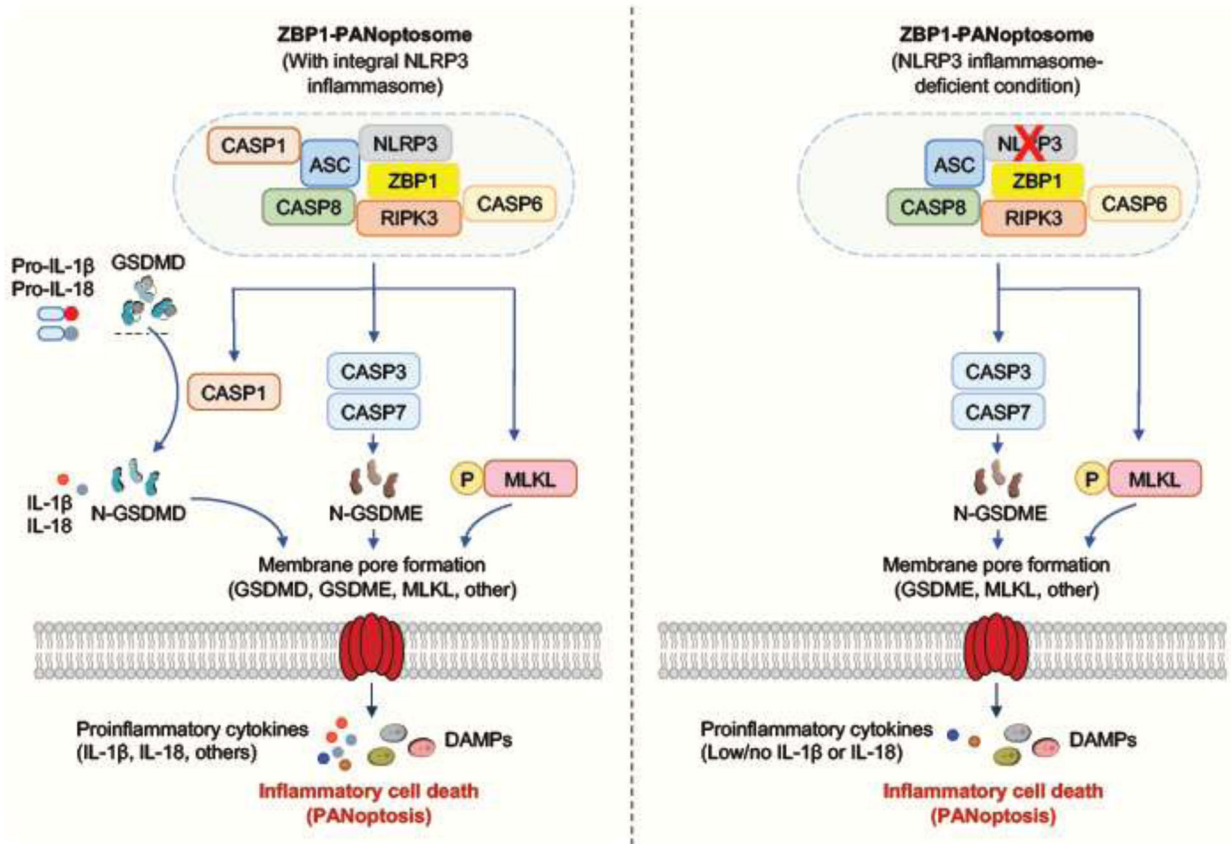 ZBP1-PANoptosome
(With integral NLRP3
inflammasome)
CASP1
ASC
NLRP3
ZBP1
CASP8
RIPK3
CASP6
Pro-IL-1β
Pro-IL-18
GSDMD
CASP1
CASP3
CASP7
P
MLKL
IL-1β
IL-18
N-GSDMD
N-GSDME
Membrane pore formation
(GSDMD, GSDME, MLKL, other)
Proinflammatory cytokines
(IL-1β, IL-18, others)
DAMPs
Inflammatory cell death
(PANoptosis)
ZBP1-PANoptosome
(NLRP3 inflammasome-
deficient condition)
NLRP3
ASC
ZBP1
CASP8
RIPK3
CASP6
CASP3
CASP7
P
MLKL
N-GSDME
Membrane pore formation
(GSDME, MLKL, other)
Proinflammatory cytokines
(Low/no IL-1β or IL-18)
DAMPs
Inflammatory cell death
(PANoptosis)